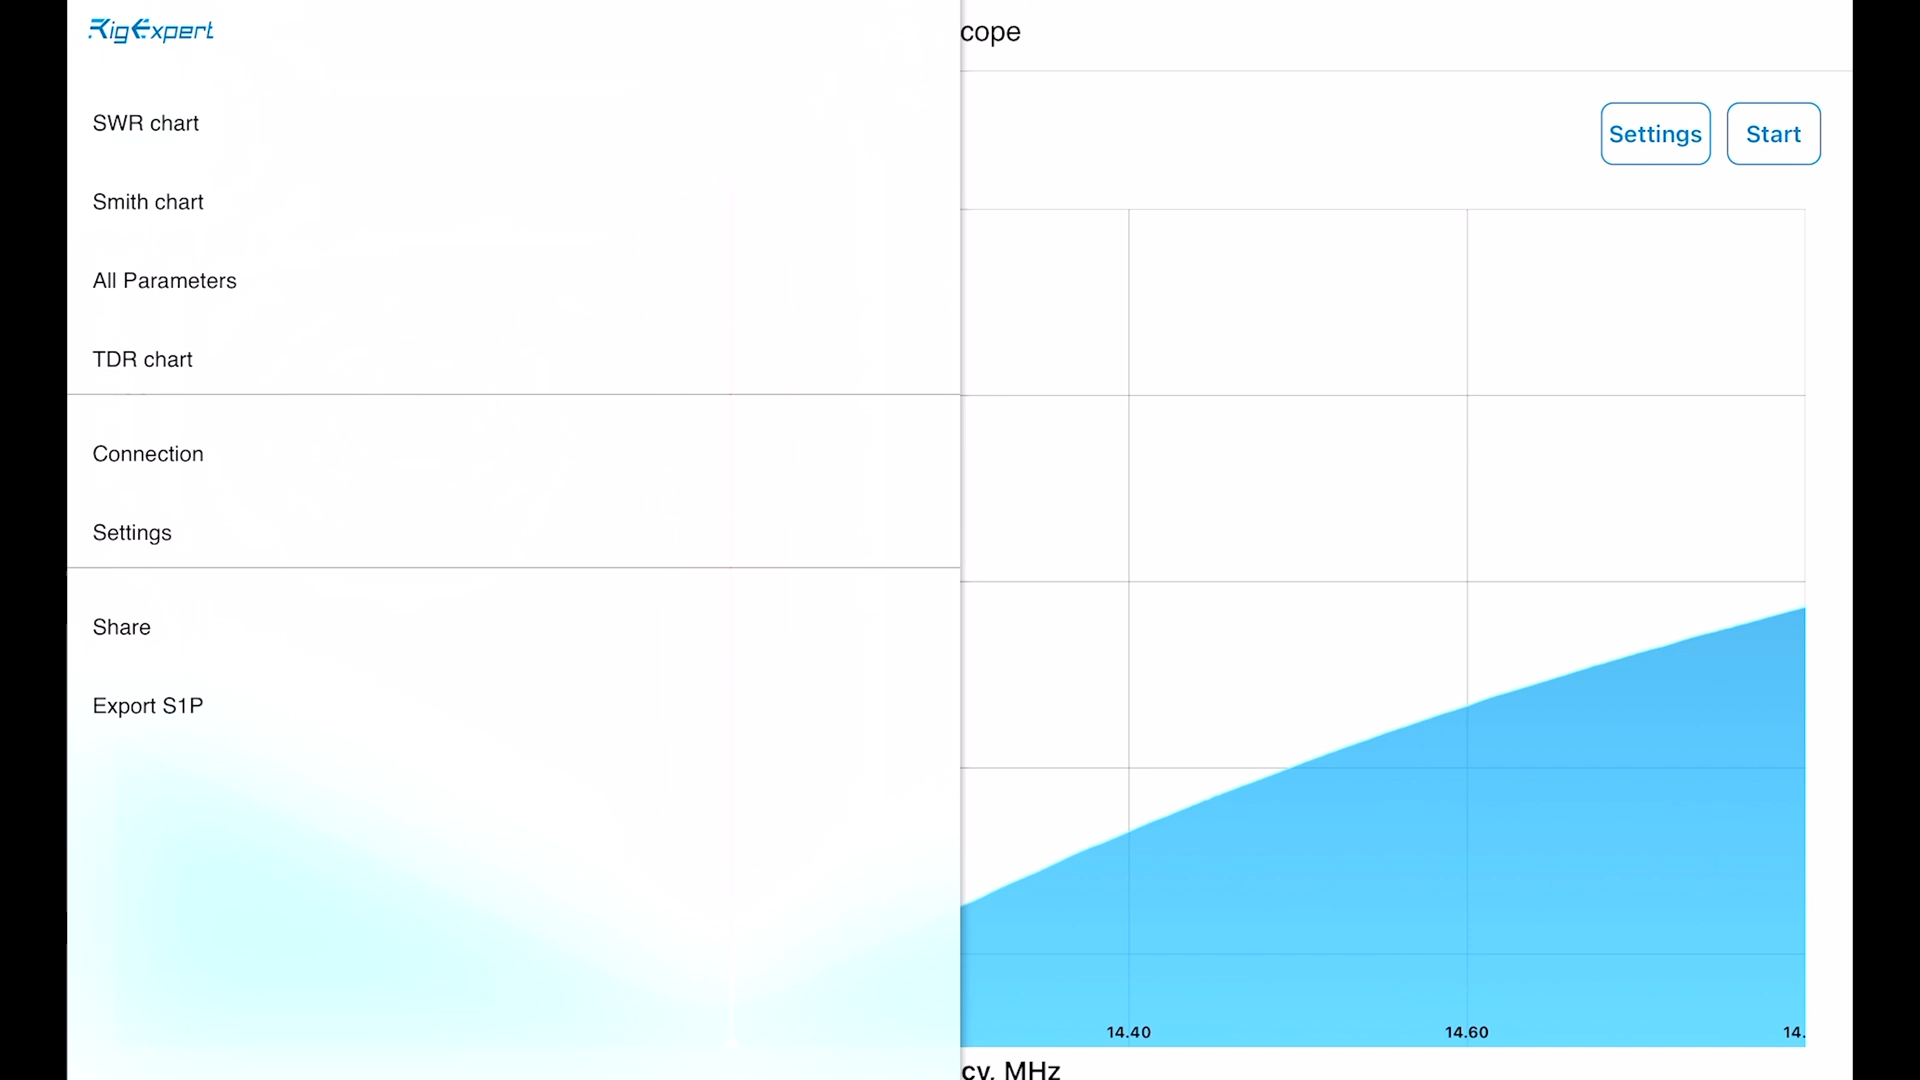 RigExpert
cope
SWR chart
Settings
Start
Smith chart
All Parameters
TDR chart
Connection
Settings
Share
Export S1P
14.40
14.60
14.
cy, MHz